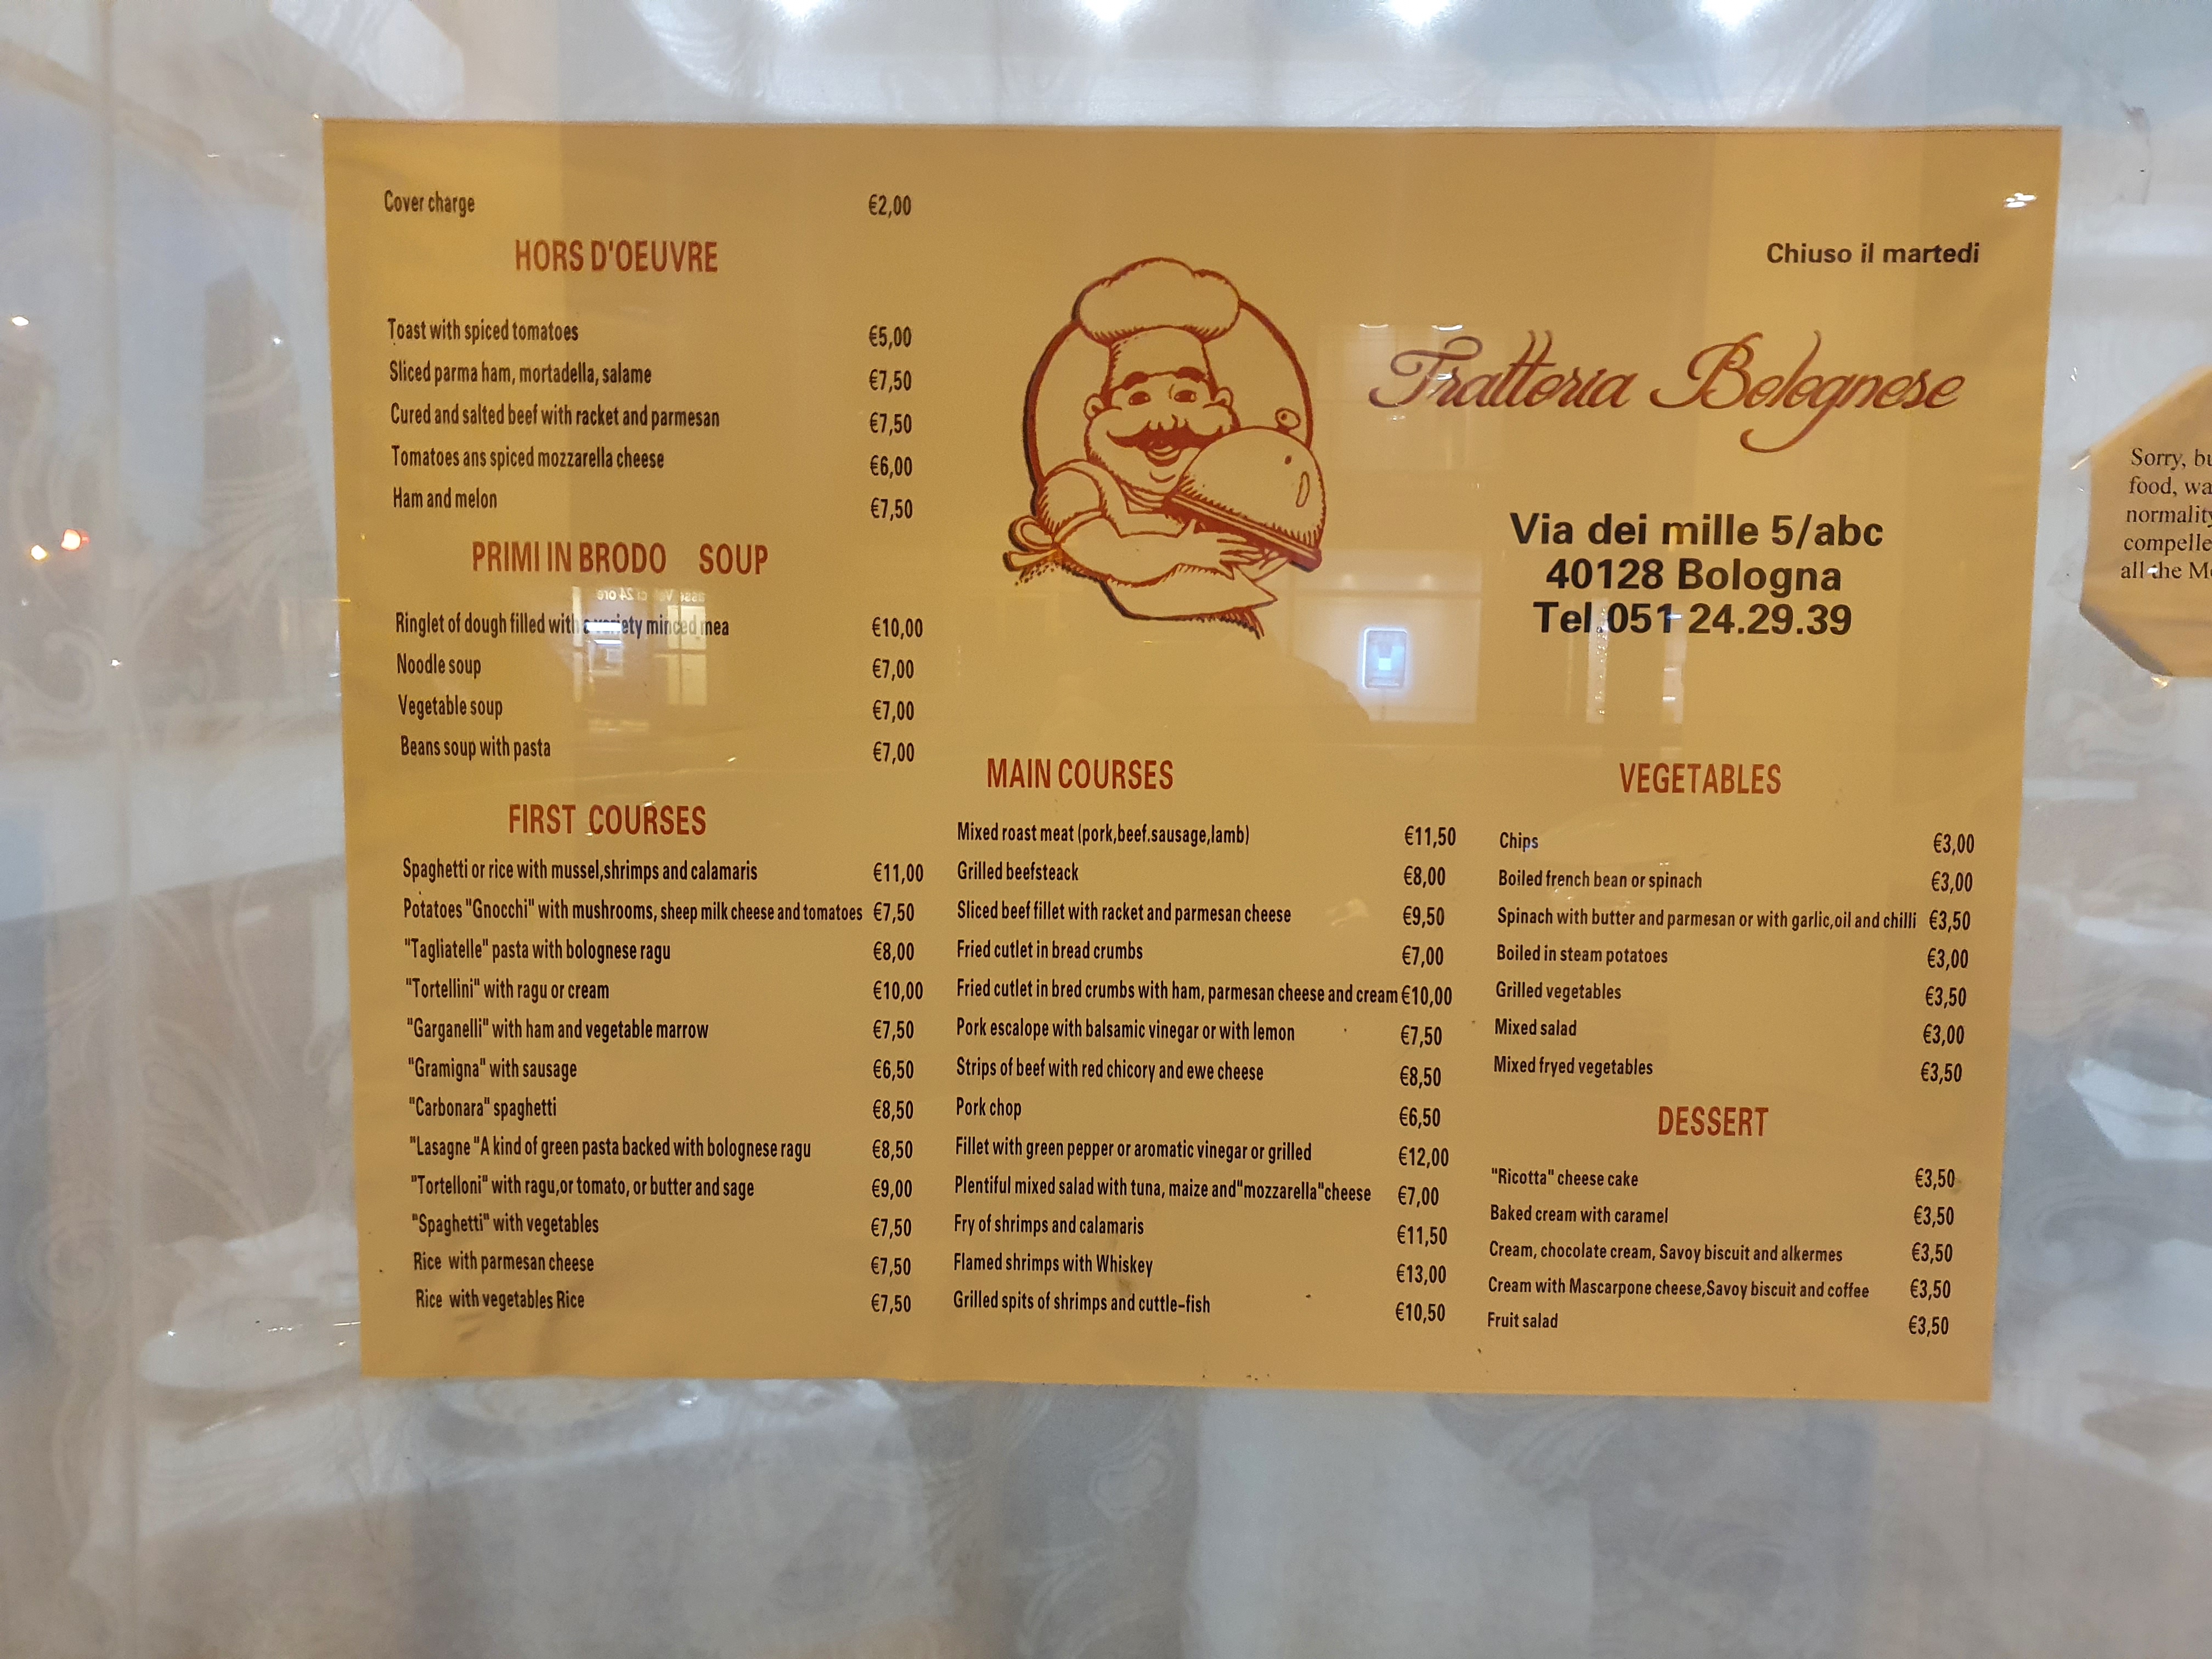 Cover charge €2,00
HORS D'OEUVRE
Toast with spiced tomatoes €5,00
Sliced parma ham, mortadella, salame €7,50
Cured and salted beef with racket and parmesan €7,50
Tomatoes ans spiced mozzarella cheese €6,00
Ham and melon €7,50
PRIMI IN BRODO SOUP
Ringlet of dough filled with a variety minced mea €10,00
Noodle soup €7,00
Vegetable soup €7,00
Beans soup with pasta €7,00
FIRST COURSES
Spaghetti or rice with mussel,shrimps and calamaris €11,00
Potatoes "Gnocchi" with mushrooms, sheep milk cheese and tomatoes €7,50
"Tagliatelle" pasta with bolognese ragu €8,00
"Tortellini" with ragu or cream €10,00
"Garganelli" with ham and vegetable marrow €7,50
"Gramigna" with sausage €6,50
"Carbonara" spaghetti €8,50
"Lasagne "A kind of green pasta backed with bolognese ragu €8,50
"Tortelloni" with ragu,or tomato, or butter and sage €9,00
"Spaghetti" with vegetables €7,50
Rice with parmesan cheese €7,50
Rice with vegetables Rice €7,50
Chiuso il martedi
Trattoria Bolognese
Via dei mille 5/abc
40128 Bologna
Tel.051 24.29.39
MAIN COURSES
Mixed roast meat (pork,beef.sausage,lamb) €11,50
Grilled beefsteack €8,00
Sliced beef fillet with racket and parmesan cheese €9,50
Fried cutlet in bread crumbs €7,00
Fried cutlet in bred crumbs with ham, parmesan cheese and cream €10,00
Pork escalope with balsamic vinegar or with lemon €7,50
Strips of beef with red chicory and ewe cheese €8,50
Pork chop €6,50
Fillet with green pepper or aromatic vinegar or grilled €12,00
Plentiful mixed salad with tuna, maize and"mozzarella"cheese €7,00
Fry of shrimps and calamaris €11,50
Flamed shrimps with Whiskey €13,00
Grilled spits of shrimps and cuttle-fish €10,50
VEGETABLES
Chips €3,00
Boiled french bean or spinach €3,00
Spinach with butter and parmesan or with garlic,oil and chilli €3,50
Boiled in steam potatoes €3,00
Grilled vegetables €3,50
Mixed salad €3,00
Mixed fryed vegetables €3,50
DESSERT
"Ricotta" cheese cake €3,50
Baked cream with caramel €3,50
Cream, chocolate cream, Savoy biscuit and alkermes €3,50
Cream with Mascarpone cheese,Savoy biscuit and coffee €3,50
Fruit salad €3,50
Sorry,
food,
normality
all the